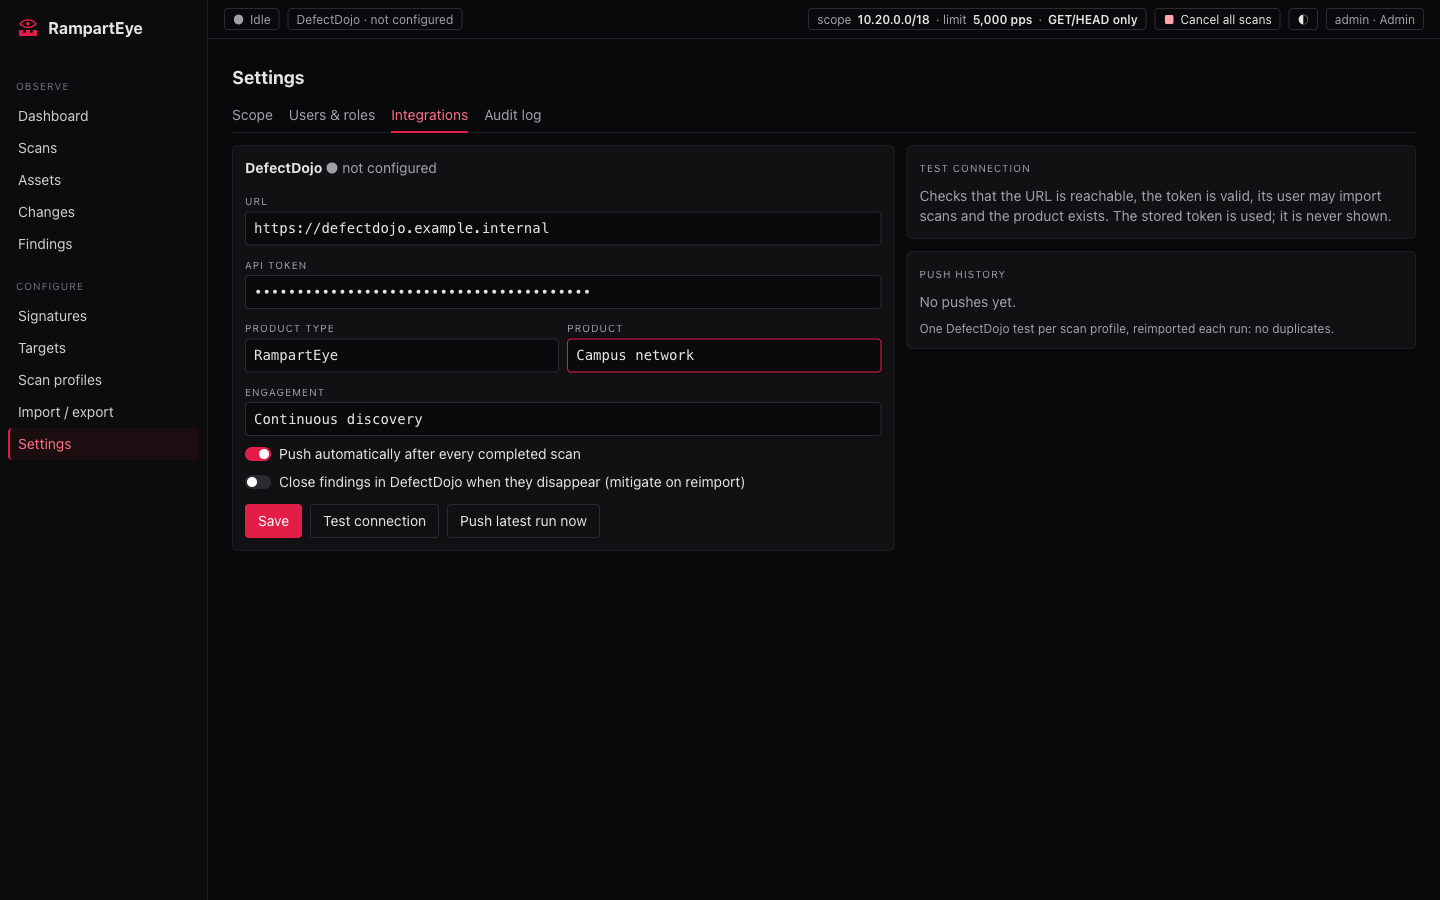 RampartEye
Idle
DefectDojo · not configured
scope 10.20.0.0/18 · limit 5,000 pps · GET/HEAD only
Cancel all scans
admin · Admin
OBSERVE
Dashboard
Scans
Assets
Changes
Findings
CONFIGURE
Signatures
Targets
Scan profiles
Import / export
Settings
Settings
Scope
Users & roles
Integrations
Audit log
DefectDojo not configured
URL
https://defectdojo.example.internal
API TOKEN
••••••••••••••••••••••••••••••••••••••••
PRODUCT TYPE
RampartEye
PRODUCT
Campus network
ENGAGEMENT
Continuous discovery
Push automatically after every completed scan
Close findings in DefectDojo when they disappear (mitigate on reimport)
Save
Test connection
Push latest run now
TEST CONNECTION
Checks that the URL is reachable, the token is valid, its user may import
scans and the product exists. The stored token is used; it is never shown.
PUSH HISTORY
No pushes yet.
One DefectDojo test per scan profile, reimported each run: no duplicates.